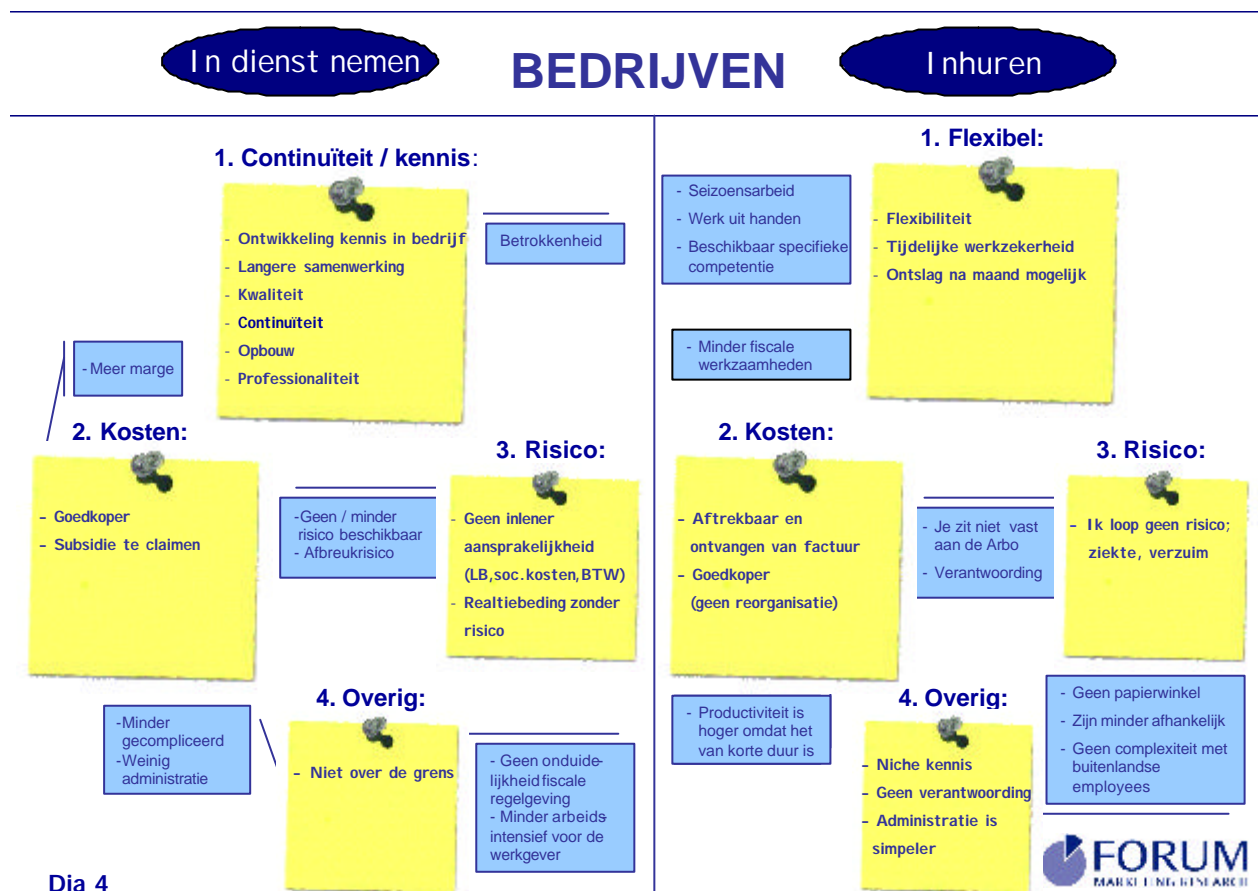 In dienst nemen
BEDRIJVEN
Inhuren
1. Continuïteit / kennis:
- Ontwikkeling kennis in bedrijf
- Langere samenwerking
- Kwaliteit
- Continuïteit
- Opbouw
- Professionaliteit
Betrokkenheid
- Meer marge
2. Kosten:
- Goedkoper
- Subsidie te claimen
-Geen / minder
risico beschikbaar
- Afbreukrisico
3. Risico:
- Geen inlener
aansprakelijkheid
(LB,soc.kosten,BTW)
- Realtiebeding zonder
risico
4. Overig:
-Minder
gecompliceerd
-Weinig
administratie
- Niet over de grens
- Geen onduide-
lijkheid fiscale
regelgeving
- Minder arbeids-
intensief voor de
werkgever
Dia 4
1. Flexibel:
- Seizoensarbeid
- Werk uit handen
- Beschikbaar specifieke
competentie
- Flexibiliteit
- Tijdelijke werkzekerheid
- Ontslag na maand mogelijk
- Minder fiscale
werkzaamheden
2. Kosten:
- Aftrekbaar en
ontvangen van factuur
- Goedkoper
(geen reorganisatie)
- Je zit niet vast
aan de Arbo
- Verantwoording
3. Risico:
- Ik loop geen risico;
ziekte, verzuim
- Productiviteit is
hoger omdat het
van korte duur is
4. Overig:
- Niche kennis
- Geen verantwoording
- Administratie is
simpeler
- Geen papierwinkel
- Zijn minder afhankelijk
- Geen complexiteit met
buitenlandse
employees
FORUM
MARKETING RESEARCH